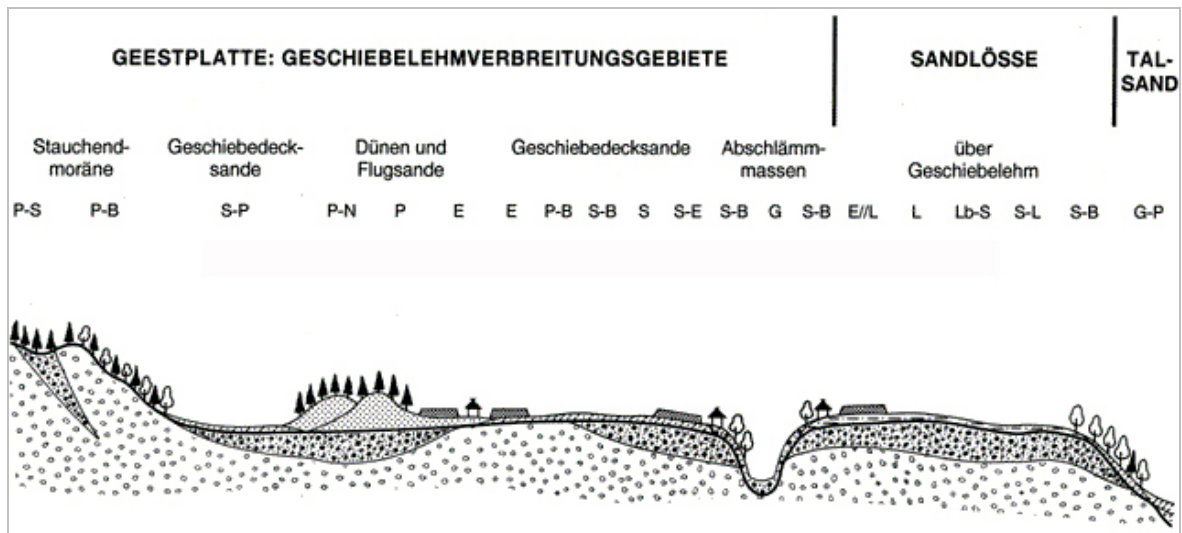 GEESTPLATTE: GESCHIEBELEHMVERBREITUNGSGEBIETE
SANDLÖSSE
TAL-
SAND
Stauchend-
moräne
Geschiebedeck-
sande
Dünen und
Flugsande
Geschiebedecksande
Abschlämm-
massen
über
Geschiebelehm
P-S P-B S-P P-N P E E P-B S-B S S-E S-B G S-B E//L L Lb-S S-L S-B G-P